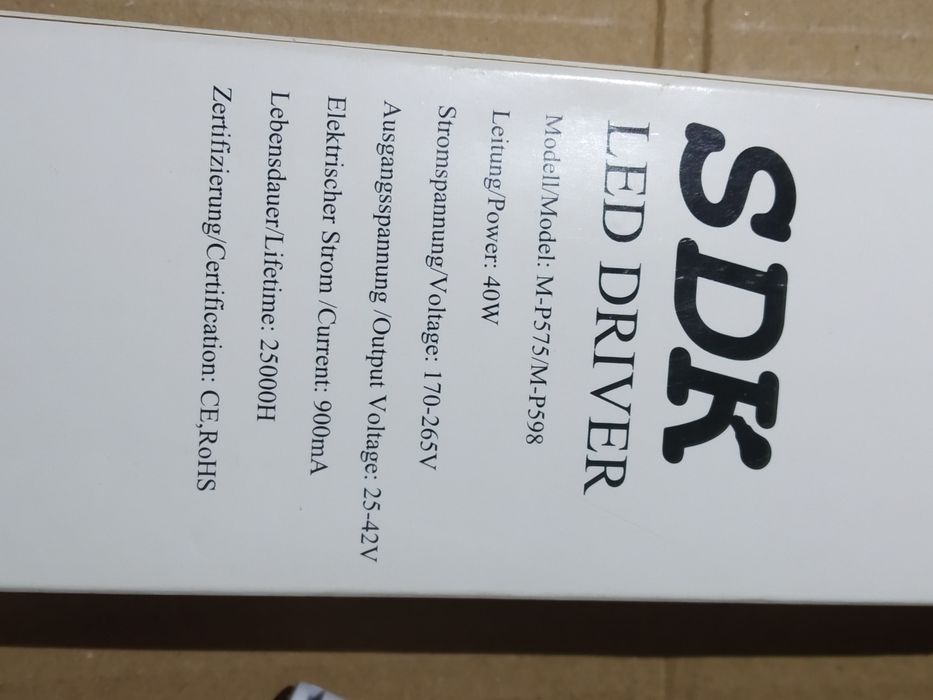 SDK
LED DRIVER
Modell/Model: M-P575/M-P598
Leitung/Power: 40W
Stromspannung/Voltage: 170-265V
Ausgangsspannung /Output Voltage: 25-42V
Elektrischer Strom /Current: 900mA
Lebensdauer/Lifetime: 25000H
Zertifizierung/Certification: CE,RoHS